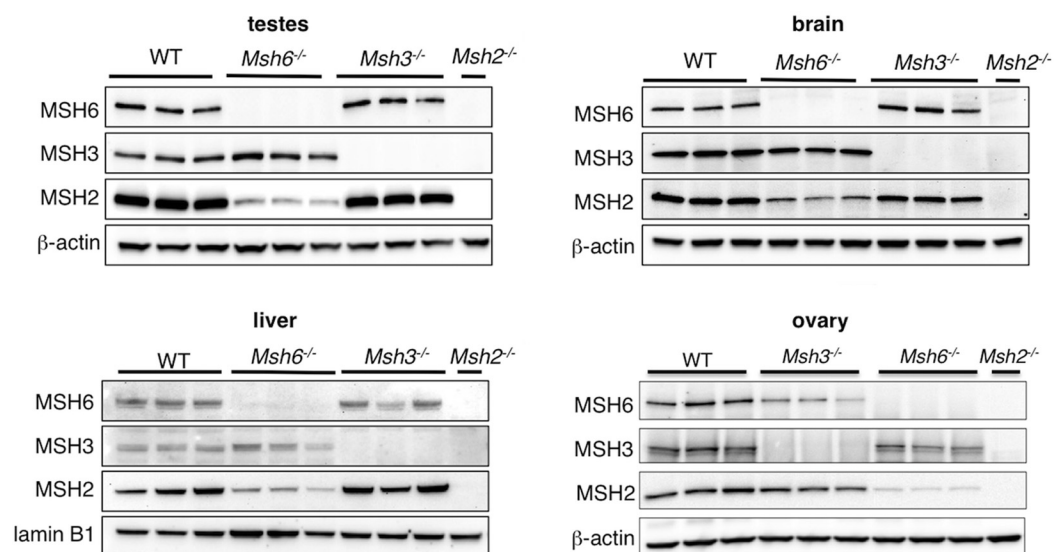 testes
WT Msh6-/- Msh3-/- Msh2-/-
MSH6
MSH3
MSH2
β-actin
brain
WT Msh6-/- Msh3-/- Msh2-/-
MSH6
MSH3
MSH2
β-actin
liver
WT Msh6-/- Msh3-/- Msh2-/-
MSH6
MSH3
MSH2
lamin B1
ovary
WT Msh3-/- Msh6-/- Msh2-/-
MSH6
MSH3
MSH2
β-actin